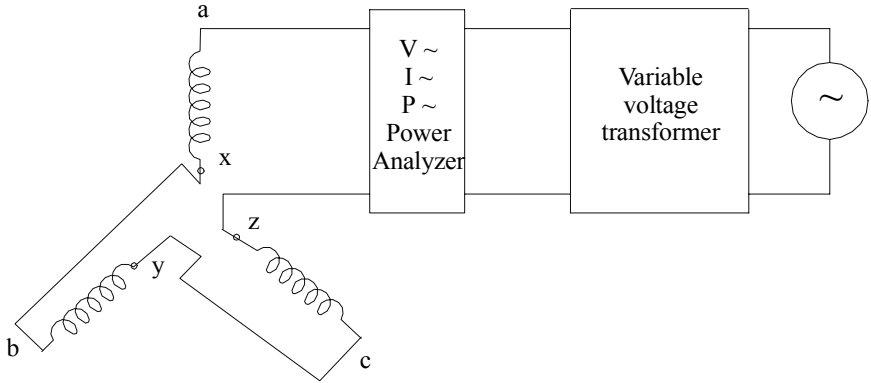 a
V ~
I ~
P ~
Power
Analyzer
Variable
voltage
transformer
~
x
z
y
b
c